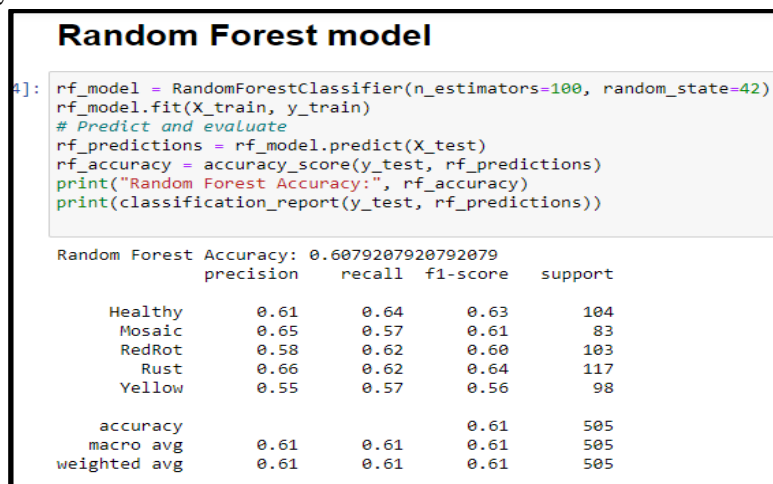 Random Forest model
4]: rf_model = RandomForestClassifier(n_estimators=100, random_state=42)
rf_model.fit(X_train, y_train)
# Predict and evaluate
rf_predictions = rf_model.predict(X_test)
rf_accuracy = accuracy_score(y_test, rf_predictions)
print("Random Forest Accuracy:", rf_accuracy)
print(classification_report(y_test, rf_predictions))
Random Forest Accuracy: 0.6079207920792079
precision recall f1-score support
Healthy 0.61 0.64 0.63 104
Mosaic 0.65 0.57 0.61 83
RedRot 0.58 0.62 0.60 103
Rust 0.66 0.62 0.64 117
Yellow 0.55 0.57 0.56 98
accuracy 0.61 505
macro avg 0.61 0.61 0.61 505
weighted avg 0.61 0.61 0.61 505